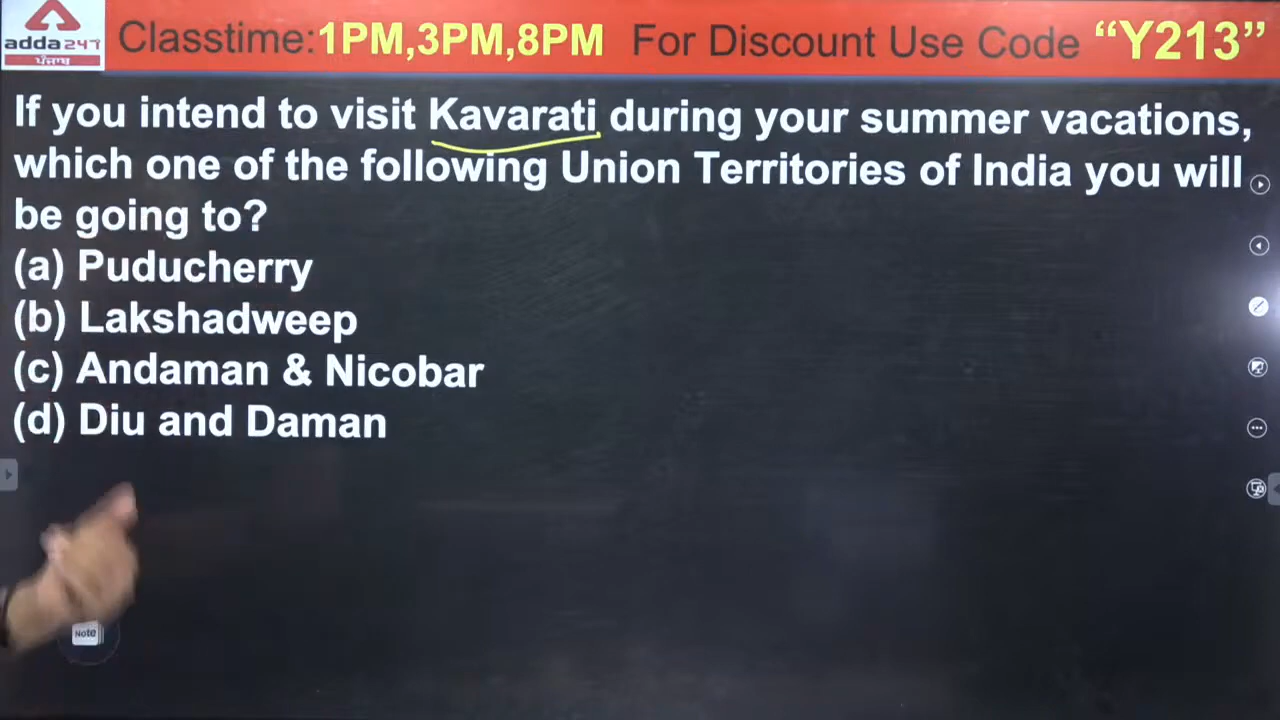 adda247
ਪੰਜਾਬ
Classtime:1PM,3PM,8PM For Discount Use Code “Y213”
If you intend to visit Kavarati during your summer vacations,
which one of the following Union Territories of India you will
be going to?
(a) Puducherry
(b) Lakshadweep
(c) Andaman & Nicobar
(d) Diu and Daman
Note